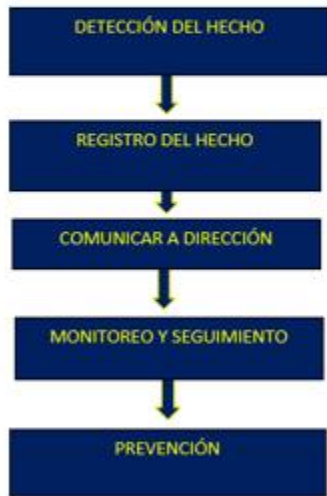 DETECCIÓN DEL HECHO
REGISTRO DEL HECHO
COMUNICAR A DIRECCIÓN
MONITOREO Y SEGUIMIENTO
PREVENCIÓN